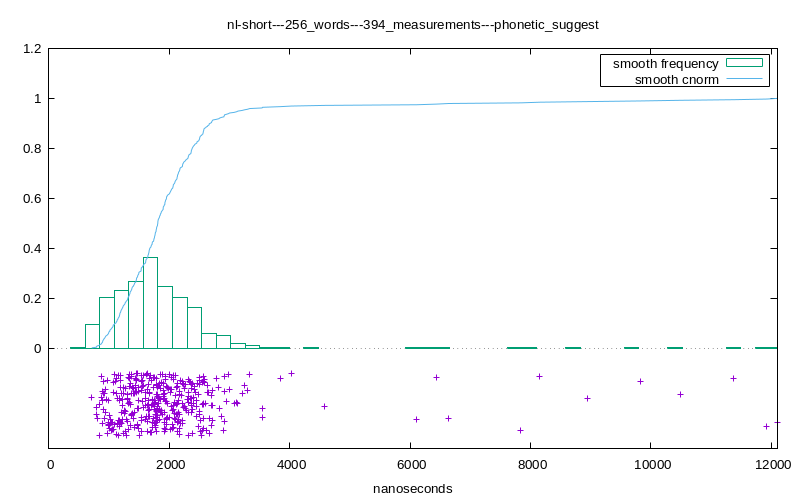 nl-short---256_words---394_measurements---phonetic_suggest
1.2
smooth frequency
smooth cnorm
1
0.8
0.6
0.4
0.2
0
0 2000 4000 6000 8000 10000 12000
nanoseconds